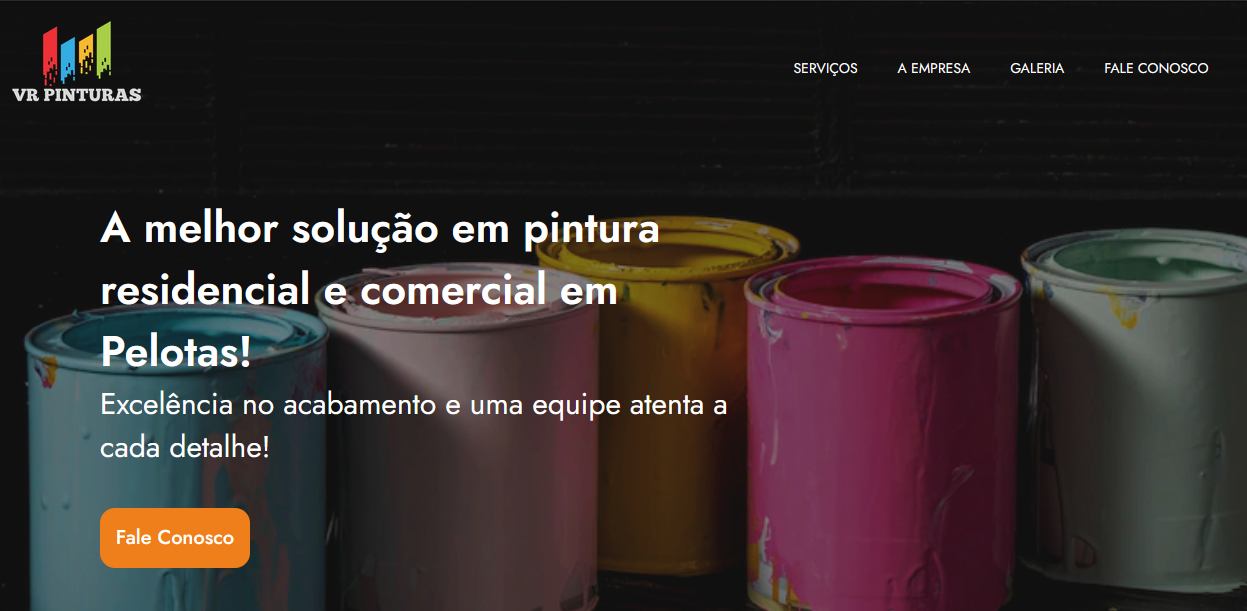 VR PINTURAS
SERVIÇOS
A EMPRESA
GALERIA
FALE CONOSCO
A melhor solução em pintura
residencial e comercial em
Pelotas!
Excelência no acabamento e uma equipe atenta a
cada detalhe!
Fale Conosco